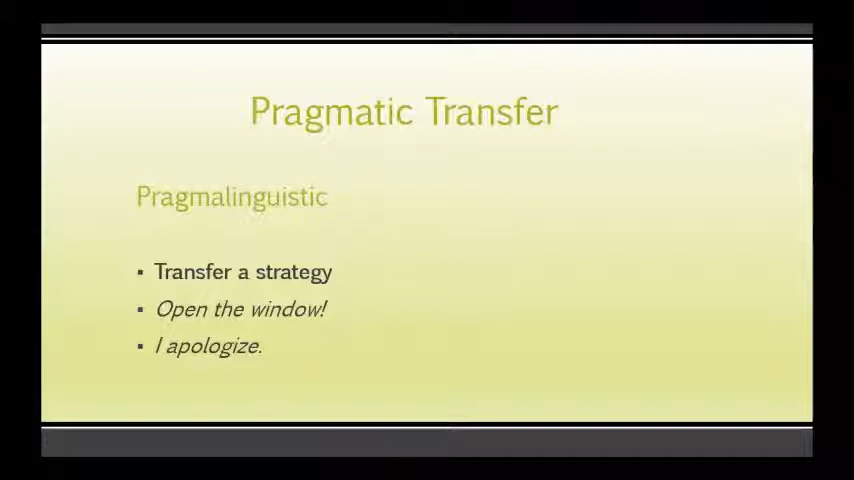 Pragmatic Transfer
Pragmalinguistic
▪ Transfer a strategy
▪ Open the window!
▪ I apologize.